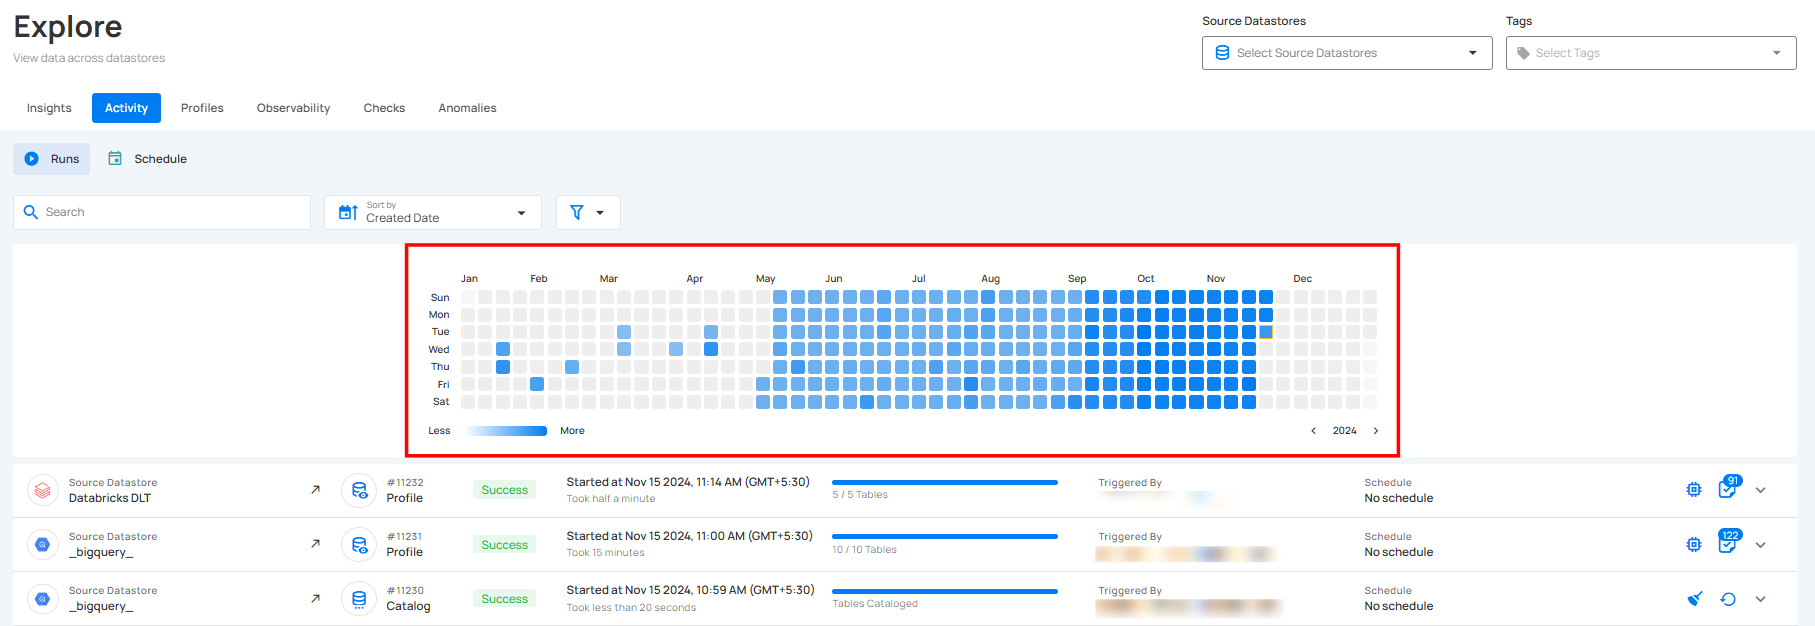 Explore
View data across datastores
Source Datastores
Select Source Datastores
Tags
Select Tags
Insights
Activity
Profiles
Observability
Checks
Anomalies
Runs
Schedule
Search
Sort by
Created Date
Jan Feb Mar Apr May Jun Jul Aug Sep Oct Nov Dec
Sun
Mon
Tue
Wed
Thu
Fri
Sat
Less More
2024
Source Datastore
Databricks DLT
#11232
Profile
Success
Started at Nov 15 2024, 11:14 AM (GMT+5:30)
Took half a minute
5 / 5 Tables
Triggered By
Schedule
No schedule
91
Source Datastore
_bigquery_
#11231
Profile
Success
Started at Nov 15 2024, 11:00 AM (GMT+5:30)
Took 15 minutes
10 / 10 Tables
Triggered By
Schedule
No schedule
122
Source Datastore
_bigquery_
#11230
Catalog
Success
Started at Nov 15 2024, 10:59 AM (GMT+5:30)
Took less than 20 seconds
Tables Cataloged
Triggered By
Schedule
No schedule